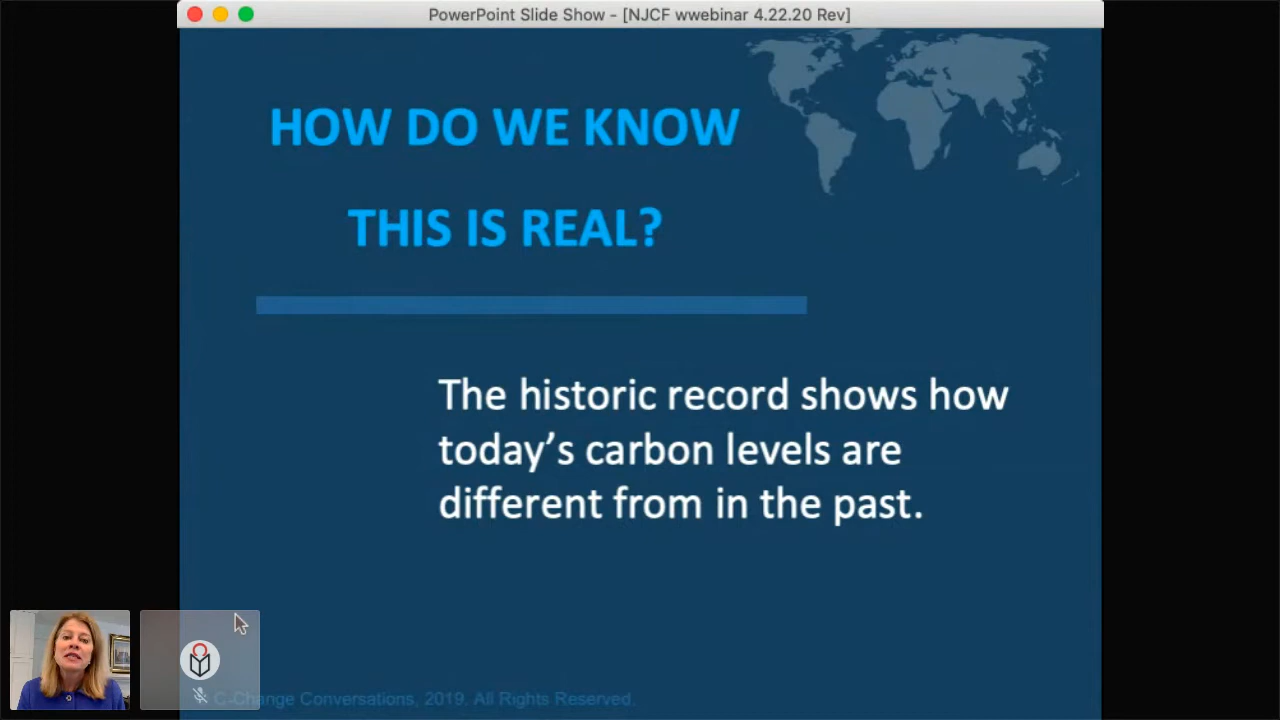 PowerPoint Slide Show - [NJCF wwebinar 4.22.20 Rev]
HOW DO WE KNOW
THIS IS REAL?
The historic record shows how
today’s carbon levels are
different from in the past.
C-Change Conversations, 2019. All Rights Reserved.